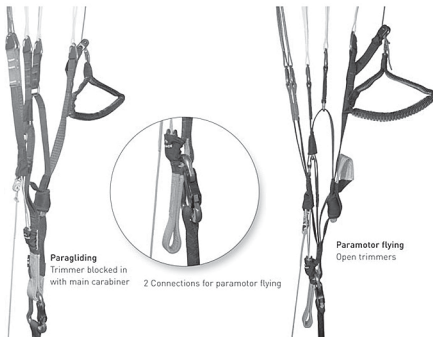 Paragliding
Trimmer blocked in
with main carabiner
2 Connections for paramotor flying
Paramotor flying
Open trimmers